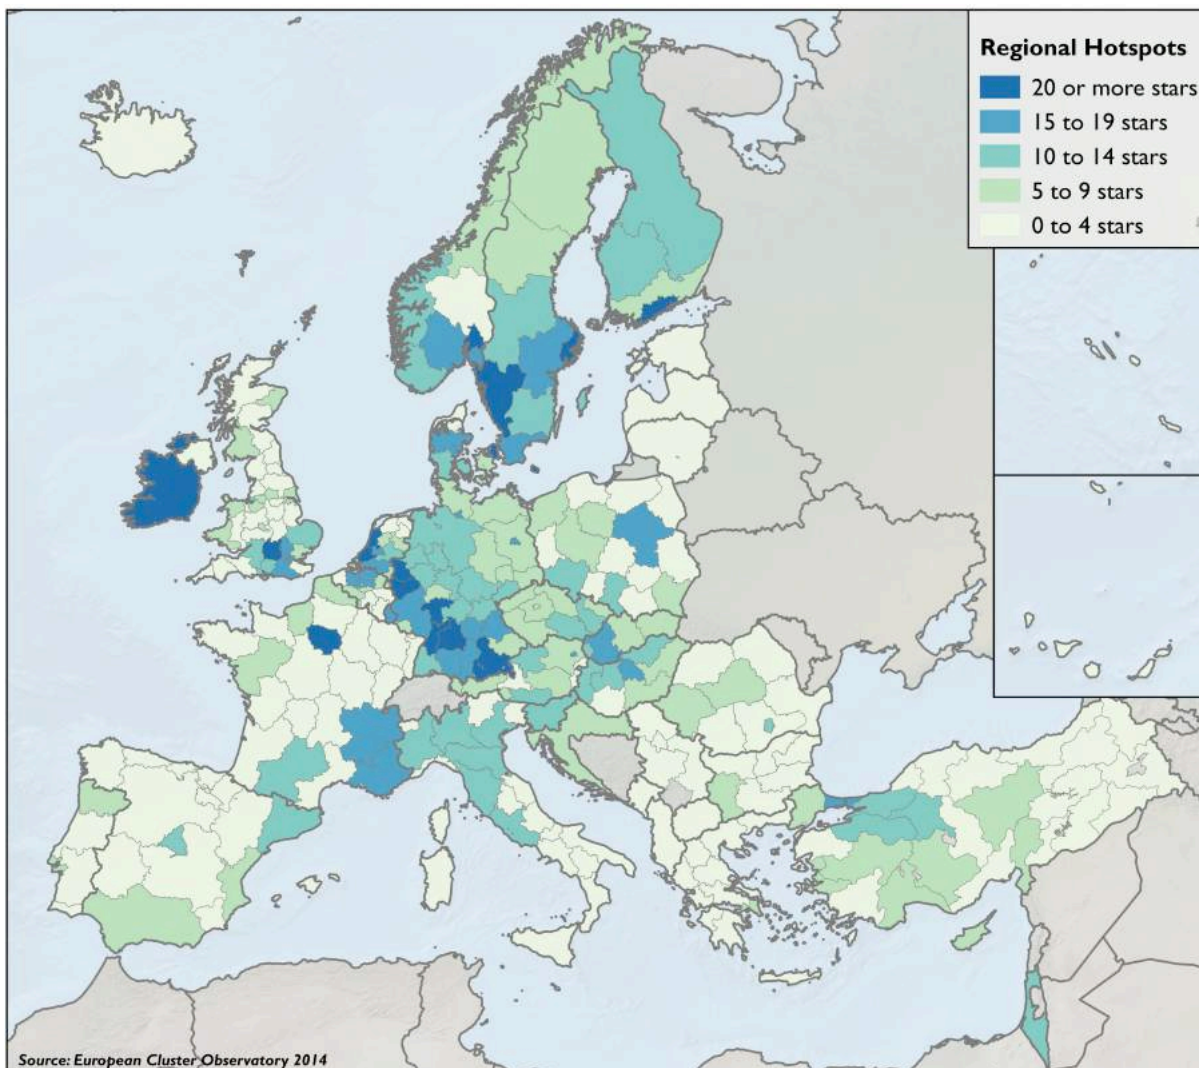 Regional Hotspots
20 or more stars
15 to 19 stars
10 to 14 stars
5 to 9 stars
0 to 4 stars
Source: European Cluster Observatory 2014